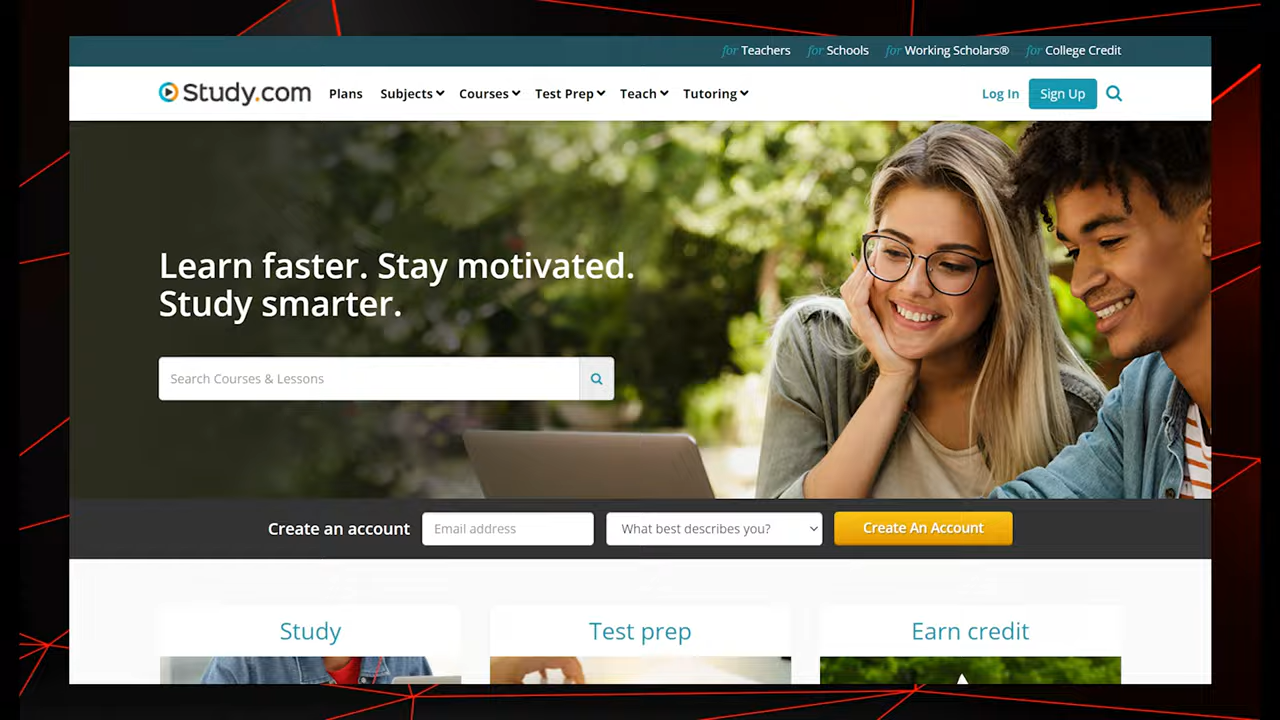 for Teachers for Schools for Working Scholars® for College Credit
Study.com Plans Subjects Courses Test Prep Teach Tutoring Log In Sign Up
Learn faster. Stay motivated.
Study smarter.
Search Courses & Lessons
Create an account Email address What best describes you? Create An Account
Study Test prep Earn credit